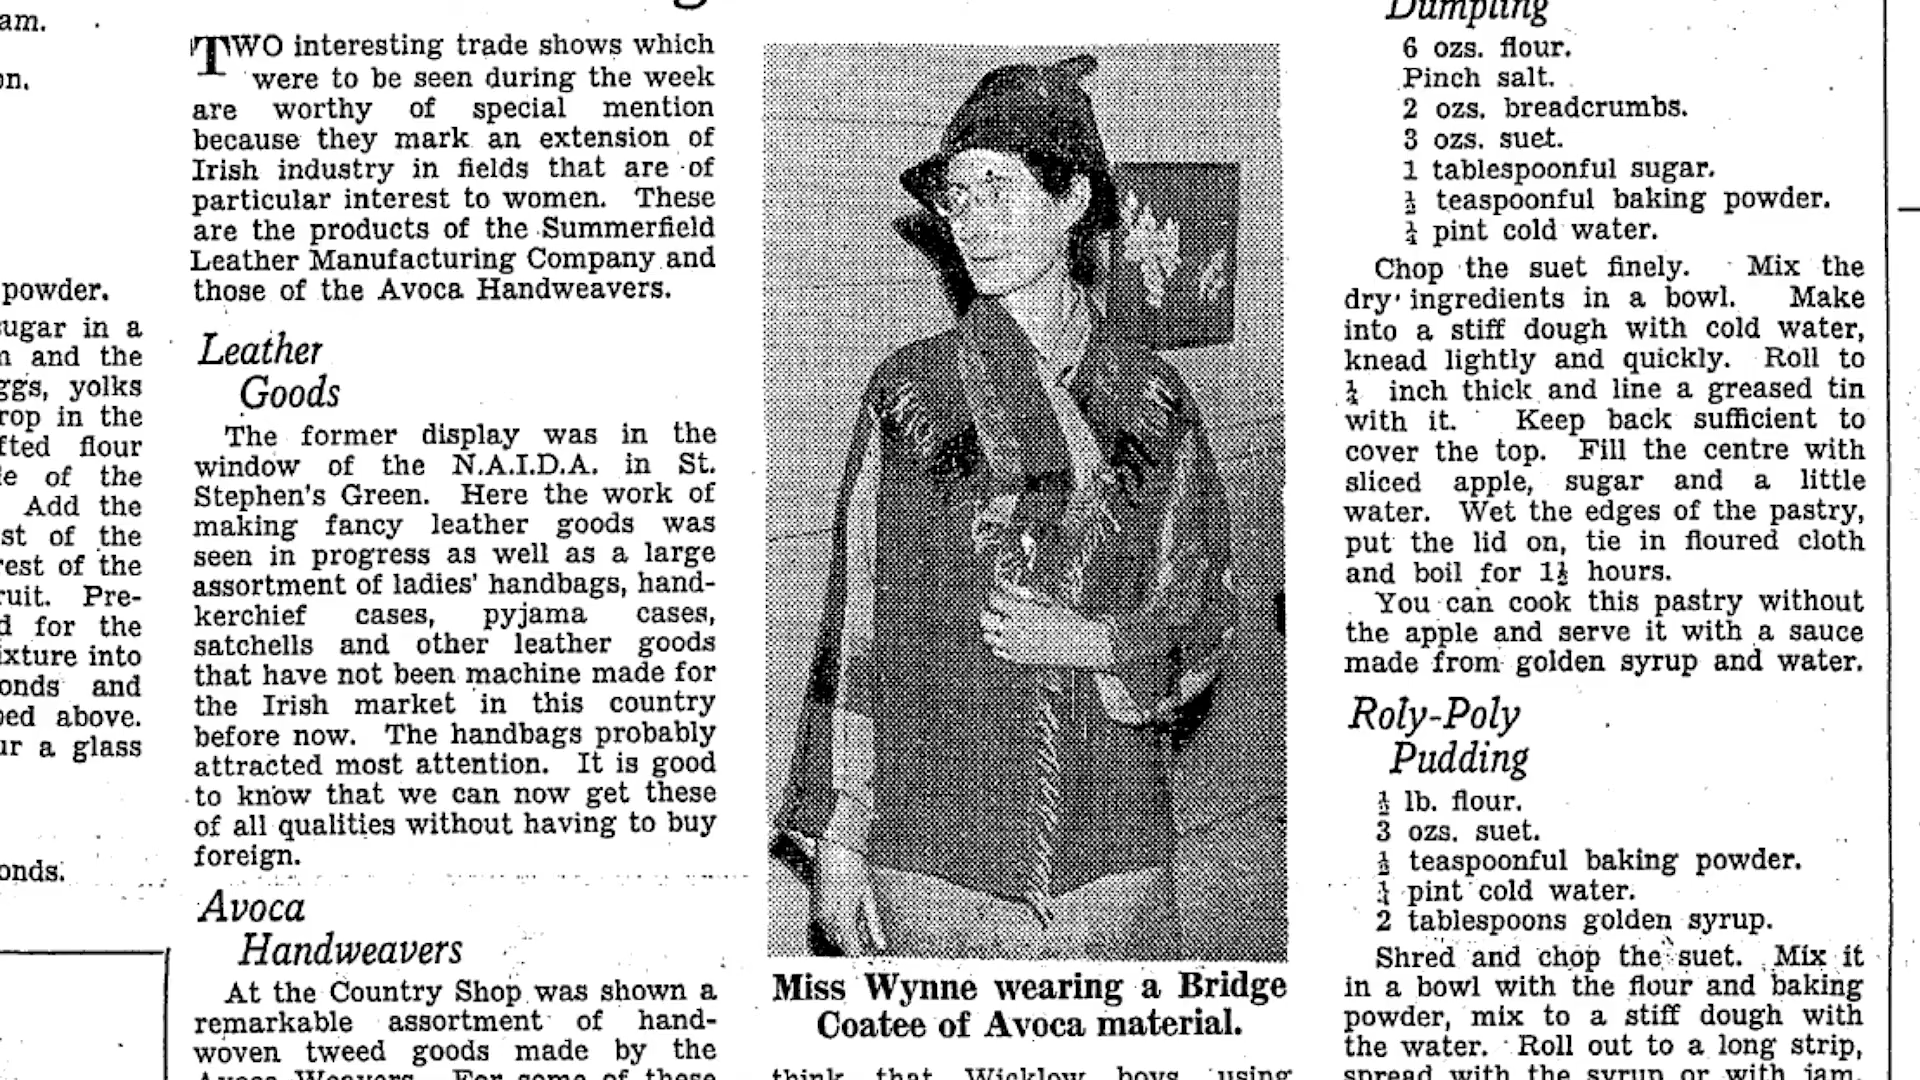 am.
on.
powder.
sugar in a
and the
eggs, yolks
rop in the
fted flour
e of the
Add the
st of the
rest of the
ruit. Pre-
d for the
ixture into
onds and
bed above.
ur a glass
onds.
TWO interesting trade shows which
were to be seen during the week
are worthy of special mention
because they mark an extension of
Irish industry in fields that are of
particular interest to women. These
are the products of the Summerfield
Leather Manufacturing Company and
those of the Avoca Handweavers.
Leather
Goods
The former display was in the
window of the N.A.I.D.A. in St.
Stephen's Green. Here the work of
making fancy leather goods was
seen in progress as well as a large
assortment of ladies' handbags, hand-
kerchief cases, pyjama cases,
satchells and other leather goods
that have not been machine made for
the Irish market in this country
before now. The handbags probably
attracted most attention. It is good
to know that we can now get these
of all qualities without having to buy
foreign.
Avoca
Handweavers
At the Country Shop was shown a
remarkable assortment of hand-
woven tweed goods made by the
Avoca Weavers. For some of these
Miss Wynne wearing a Bridge
Coatee of Avoca material.
think that Wicklow boys using
Dumpling
6 ozs. flour.
Pinch salt.
2 ozs. breadcrumbs.
3 ozs. suet.
1 tablespoonful sugar.
½ teaspoonful baking powder.
¼ pint cold water.
Chop the suet finely. Mix the
dry ingredients in a bowl. Make
into a stiff dough with cold water,
knead lightly and quickly. Roll to
¼ inch thick and line a greased tin
with it. Keep back sufficient to
cover the top. Fill the centre with
sliced apple, sugar and a little
water. Wet the edges of the pastry,
put the lid on, tie in floured cloth
and boil for 1½ hours.
You can cook this pastry without
the apple and serve it with a sauce
made from golden syrup and water.
Roly-Poly
Pudding
½ lb. flour.
3 ozs. suet.
½ teaspoonful baking powder.
¼ pint cold water.
2 tablespoons golden syrup.
Shred and chop the suet. Mix it
in a bowl with the flour and baking
powder, mix to a stiff dough with
the water. Roll out to a long strip,
spread with the syrup or with jam,